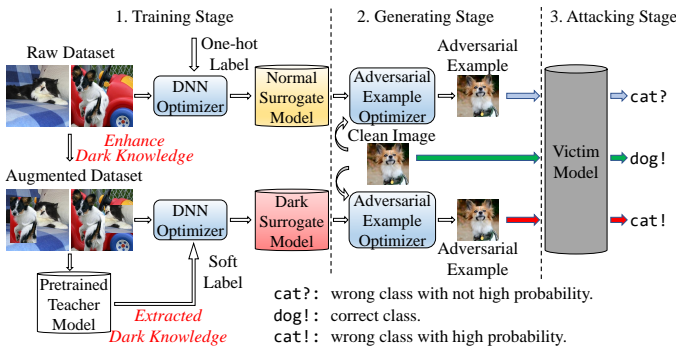 1. Training Stage
2. Generating Stage
3. Attacking Stage
Raw Dataset
One-hot
Label
DNN
Optimizer
Normal
Surrogate
Model
Adversarial
Example
Optimizer
Adversarial
Example
cat?
Enhance
Dark Knowledge
Clean Image
Victim
Model
dog!
Augmented Dataset
DNN
Optimizer
Dark
Surrogate
Model
Adversarial
Example
Optimizer
Adversarial
Example
cat!
Pretrained
Teacher
Model
Soft
Label
Extracted
Dark Knowledge
cat?: wrong class with not high probability.
dog!: correct class.
cat!: wrong class with high probability.